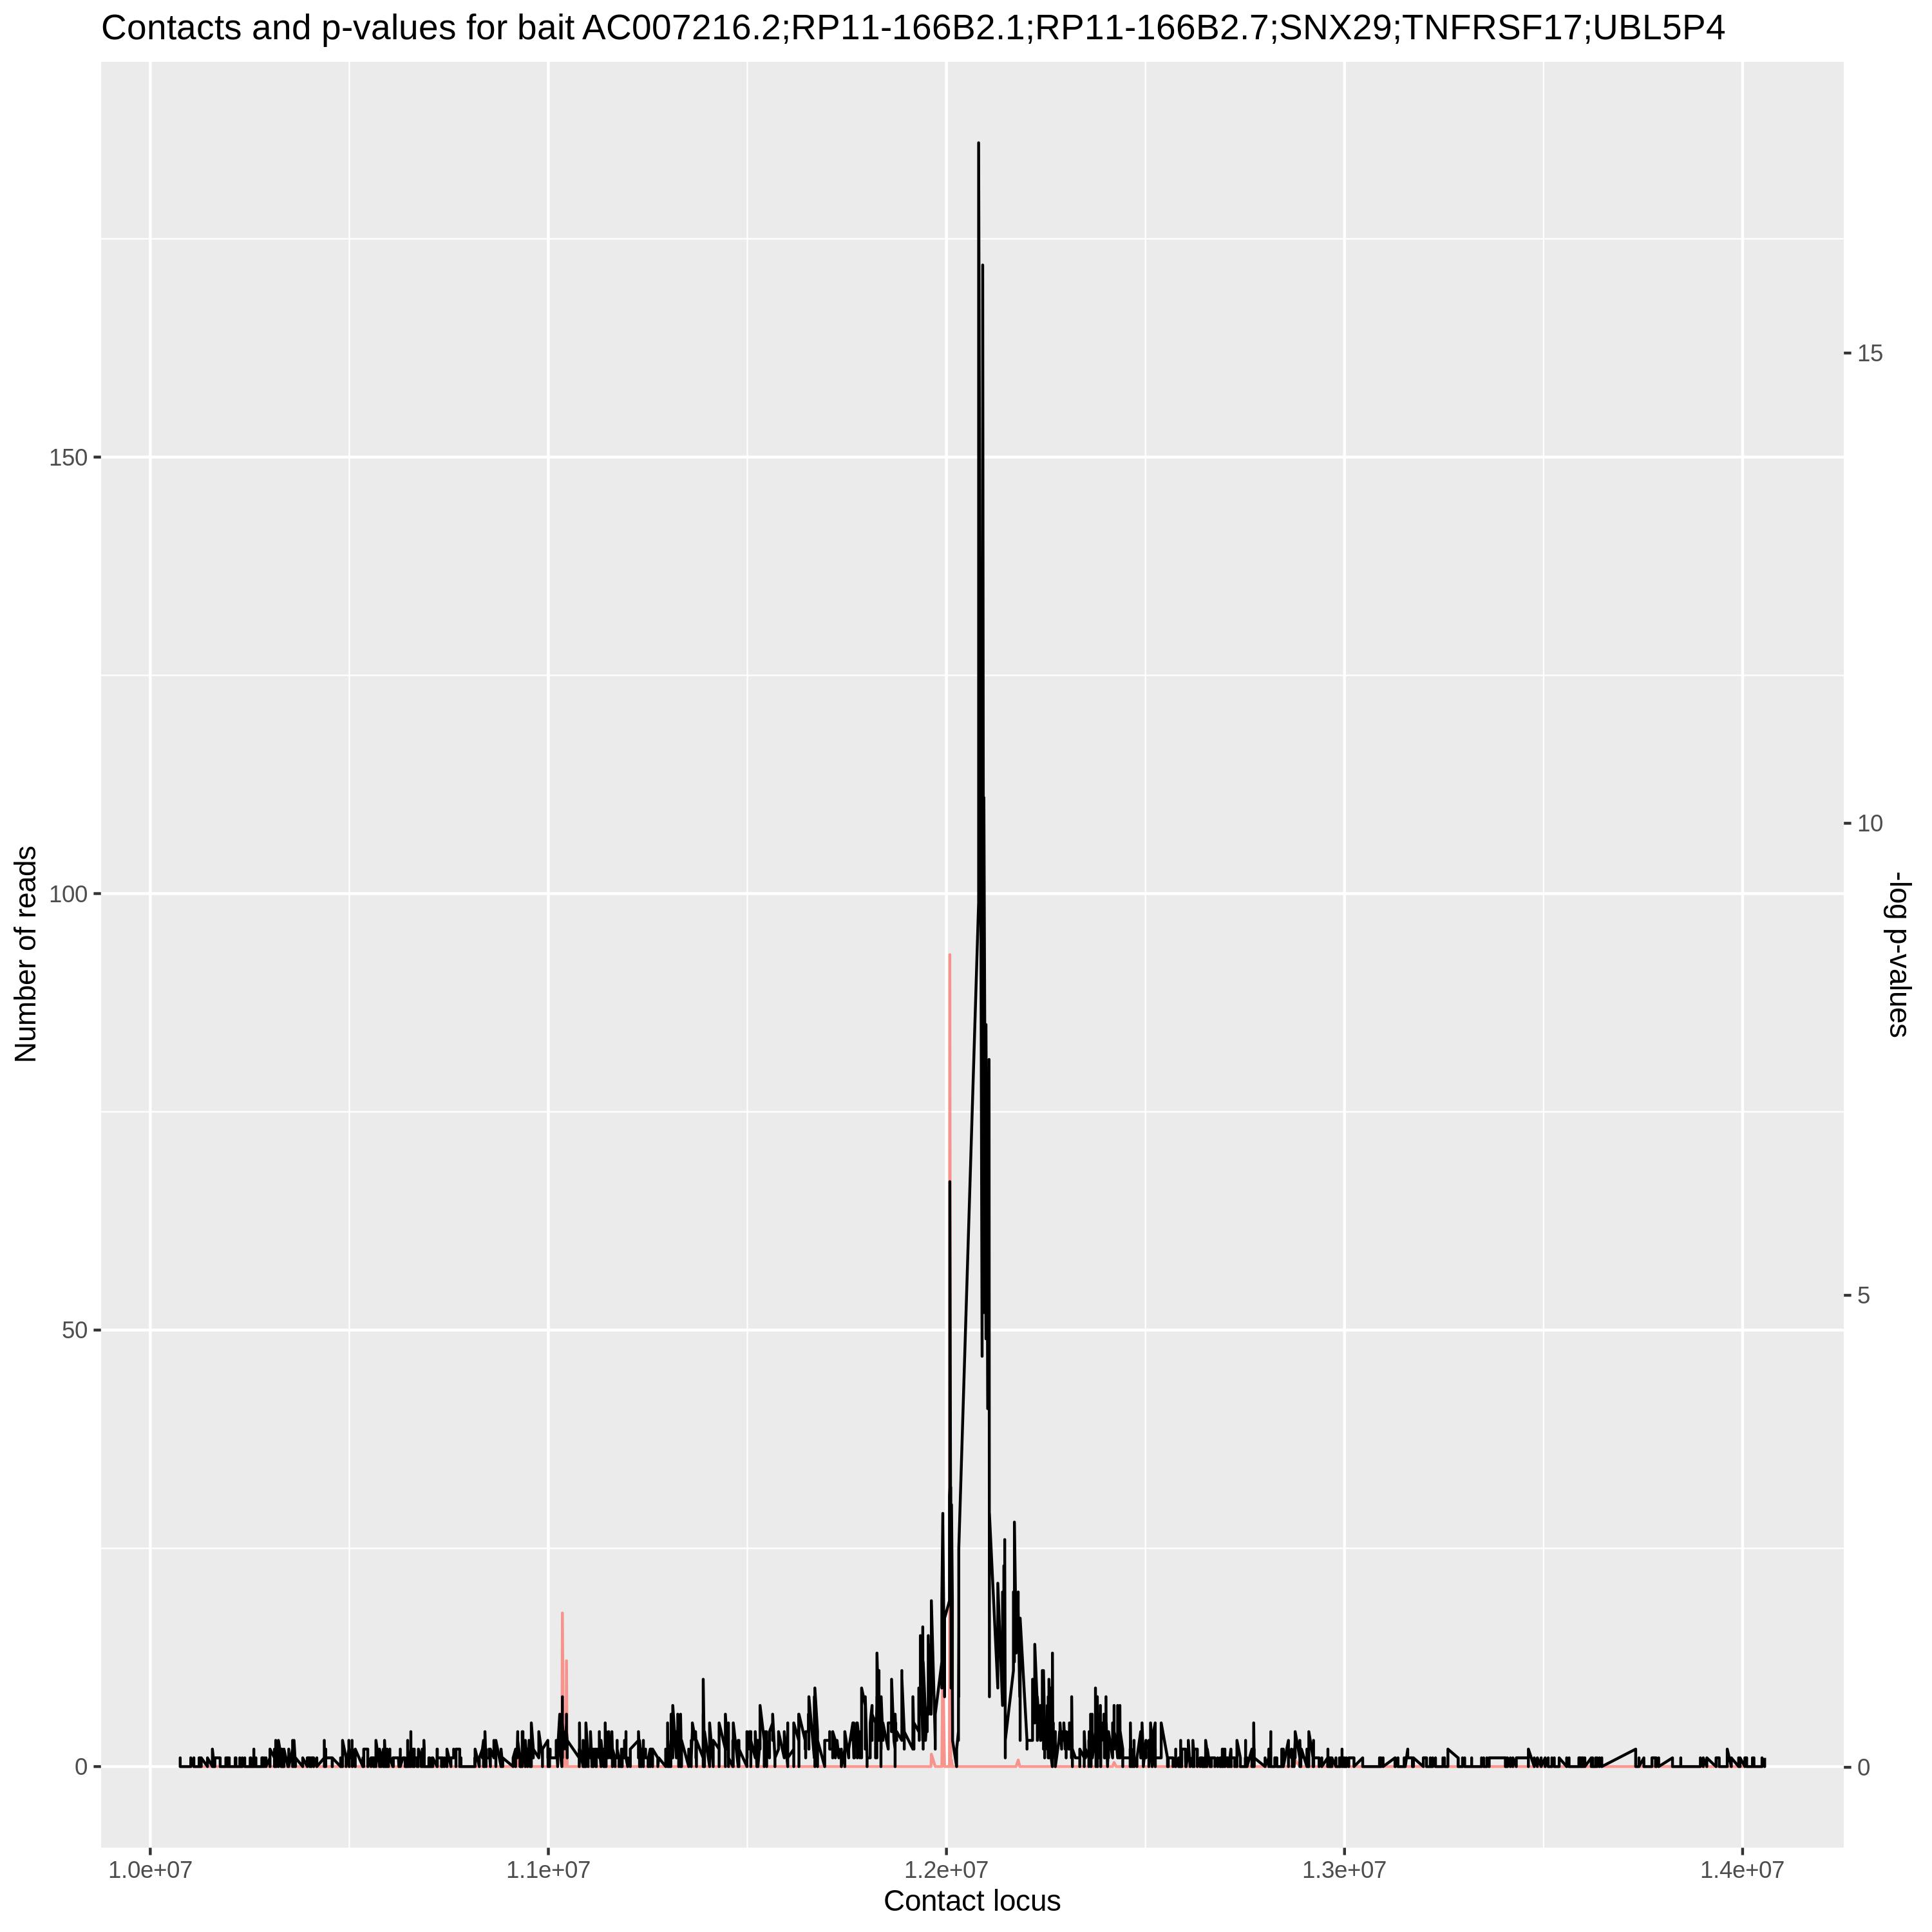 Contacts and p-values for bait AC007216.2;RP11-166B2.1;RP11-166B2.7;SNX29;TNFRSF17;UBL5P4
150
100
50
0
Number of reads
15
10
5
0
-log p-values
1.0e+07
1.1e+07
1.2e+07
1.3e+07
1.4e+07
Contact locus